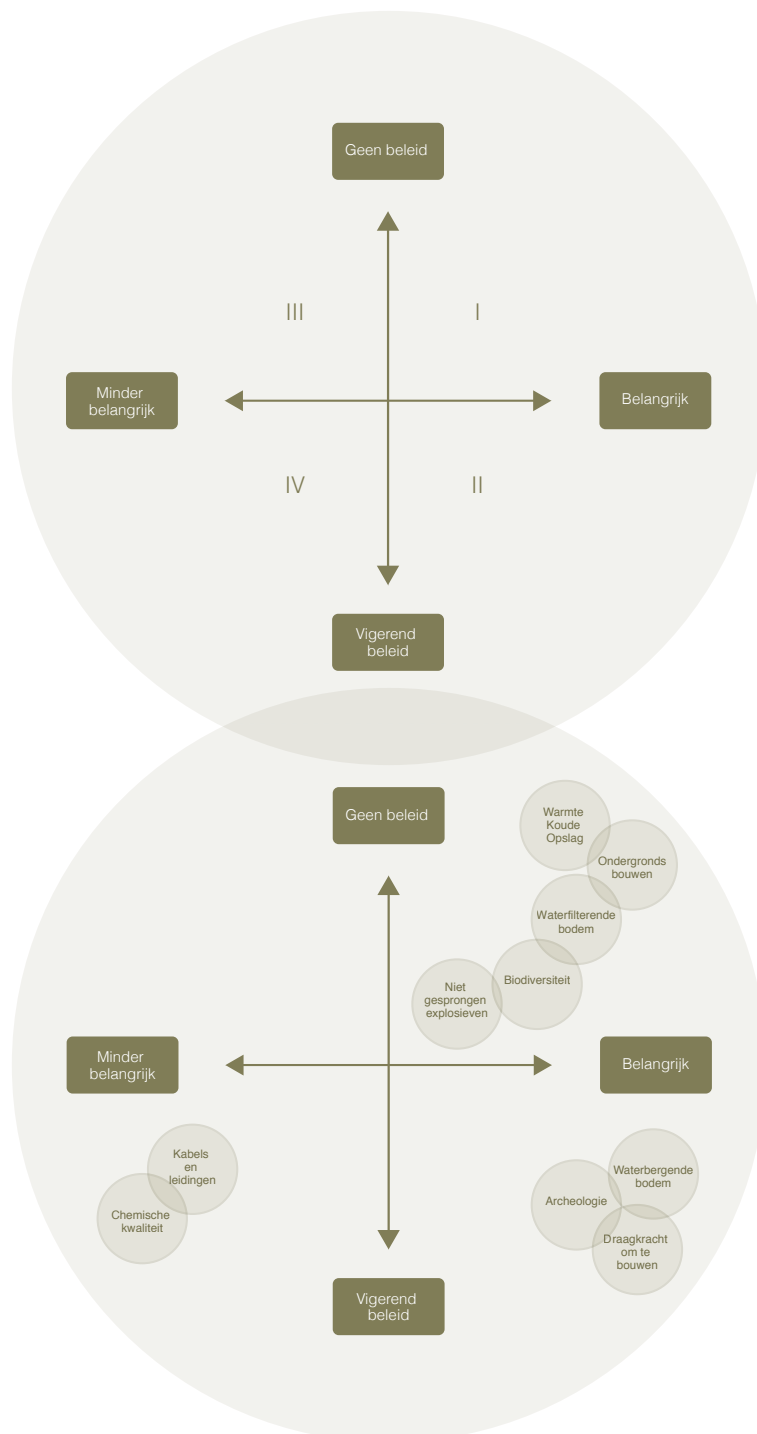 Geen beleid
III
I
Minder
belangrijk
Belangrijk
IV
II
Vigerend
beleid
Geen beleid
Warmte
Koude
Opslag
Ondergronds
bouwen
Waterfilterende
bodem
Biodiversiteit
Niet
gesprongen
explosieven
Minder
belangrijk
Belangrijk
Kabels
en
leidingen
Chemische
kwaliteit
Waterbergende
bodem
Archeologie
Draagkracht
om te
bouwen
Vigerend
beleid